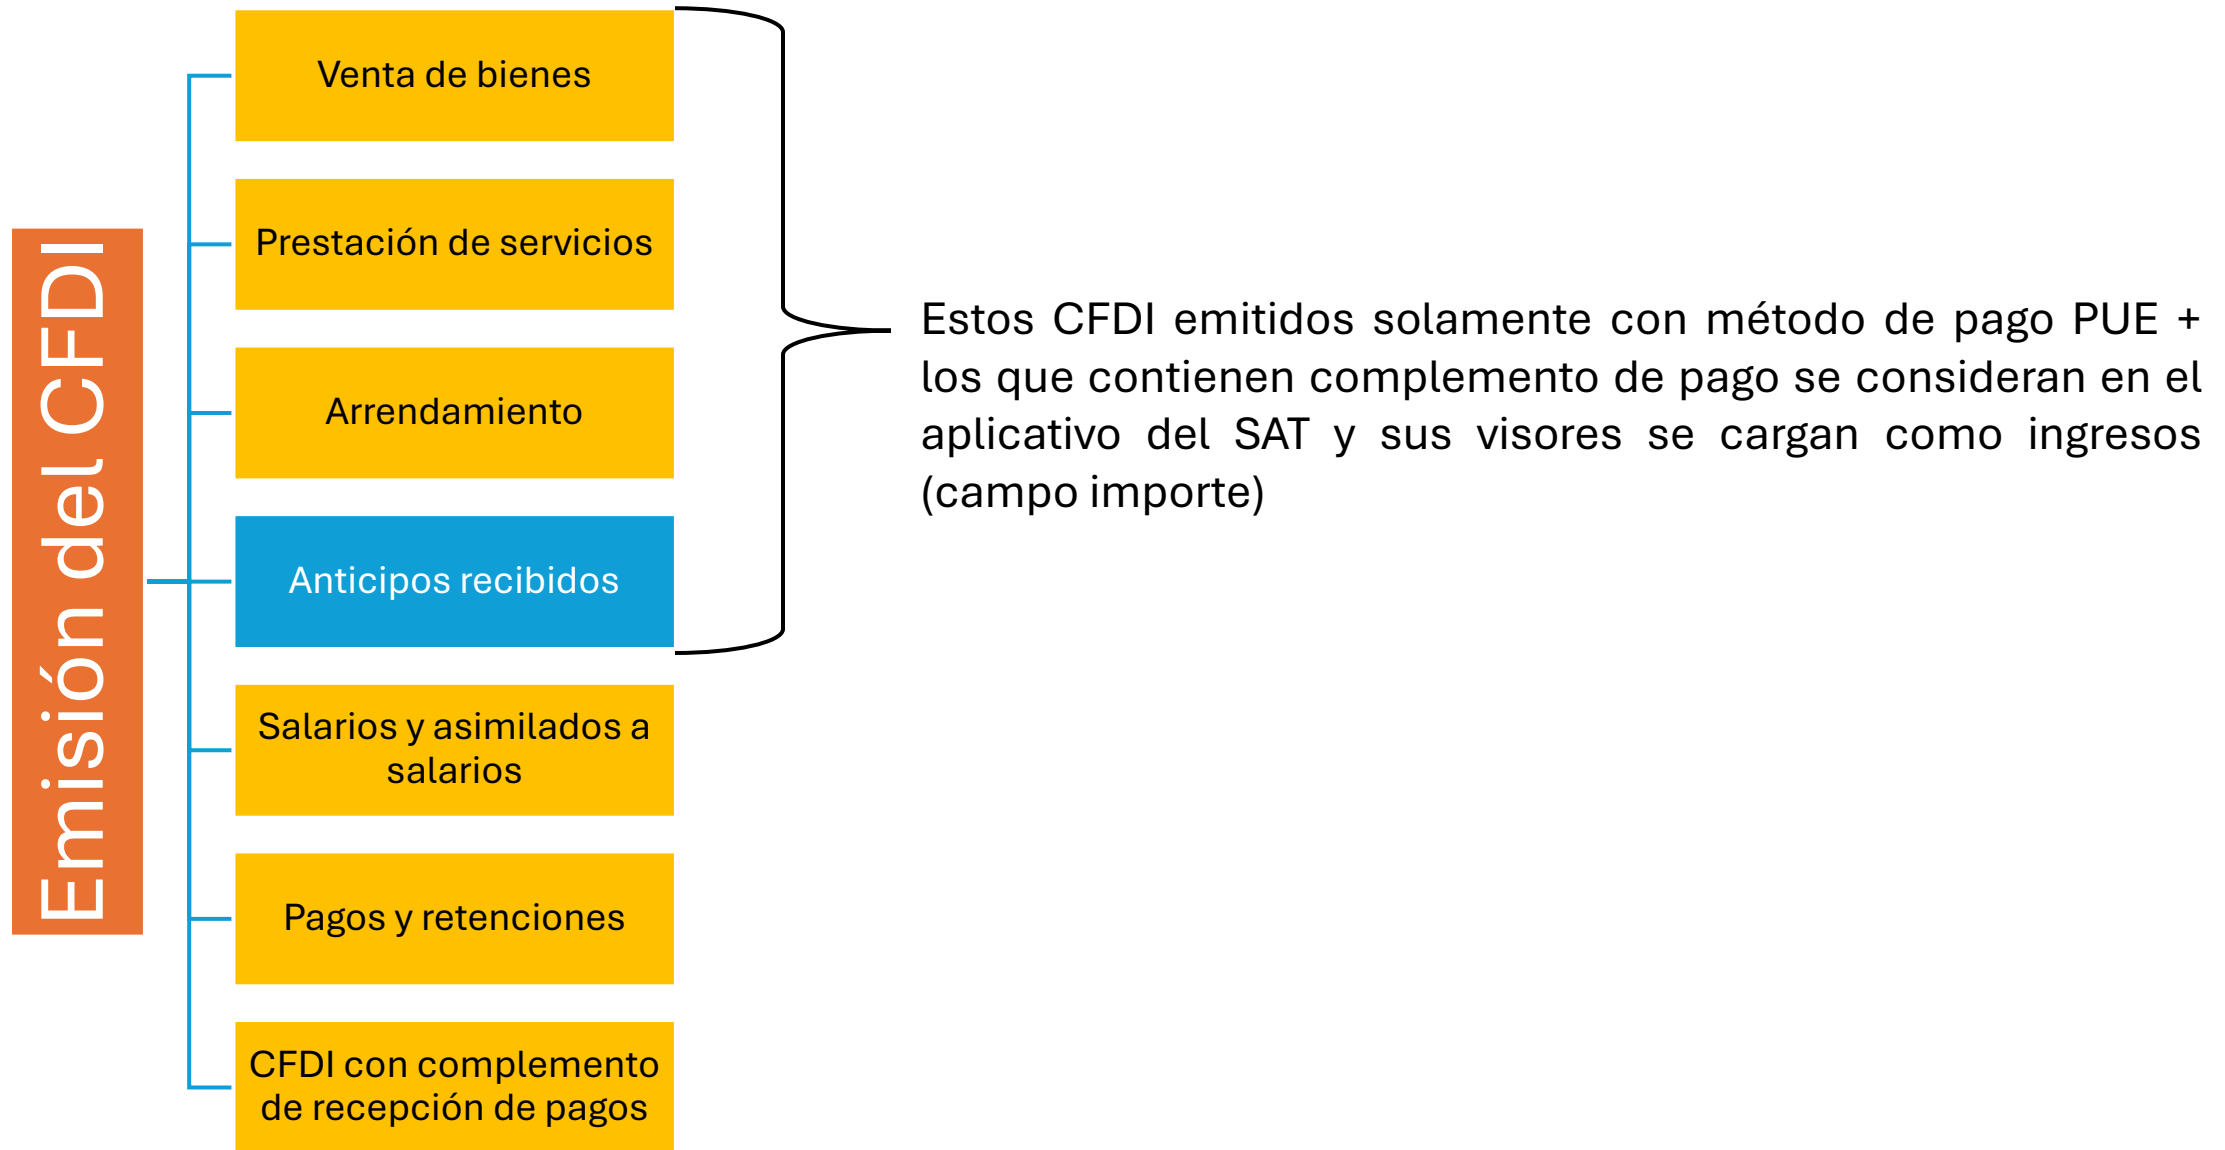 Emisión del CFDI
Venta de bienes
Prestación de servicios
Arrendamiento
Anticipos recibidos
Salarios y asimilados a
salarios
Pagos y retenciones
CFDI con complemento
de recepción de pagos
Estos CFDI emitidos solamente con método de pago PUE +
los que contienen complemento de pago se consideran en el
aplicativo del SAT y sus visores se cargan como ingresos
(campo importe)